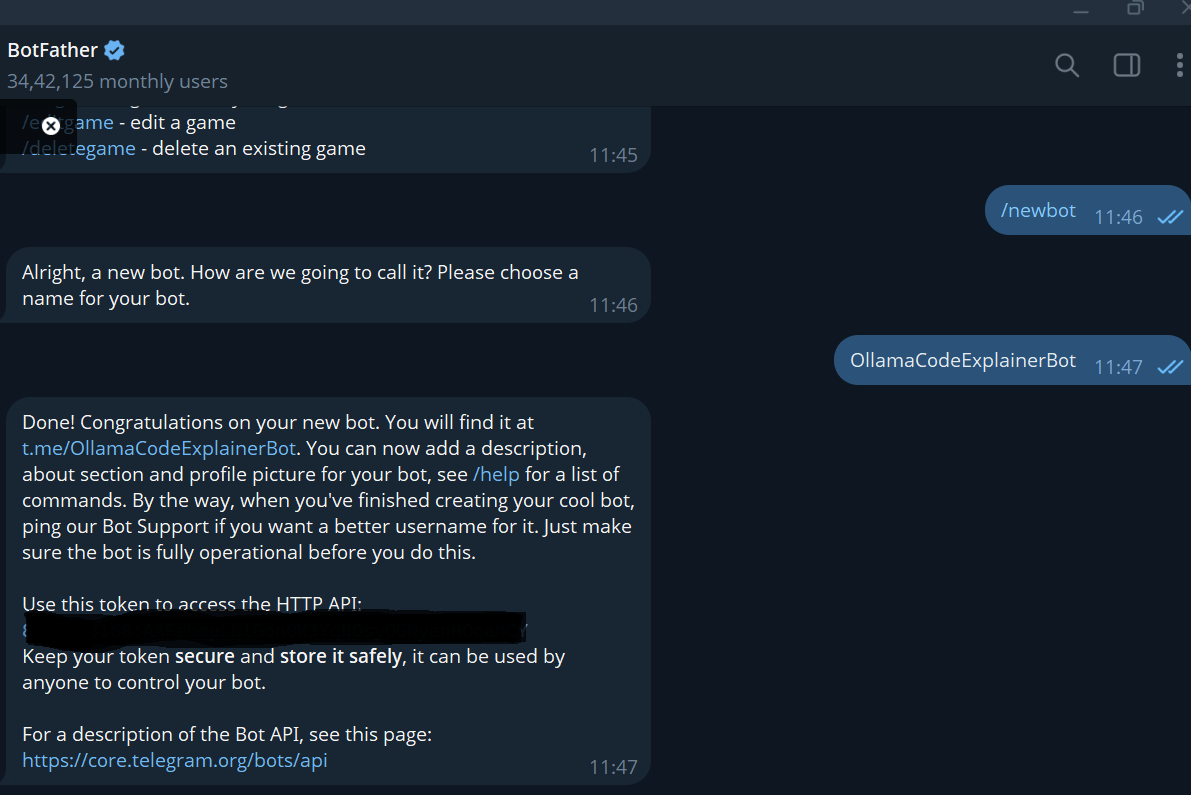 BotFather
34,42,125 monthly users
/editgame - edit a game
/deletegame - delete an existing game
11:45
/newbot 11:46
Alright, a new bot. How are we going to call it? Please choose a
name for your bot.
11:46
OllamaCodeExplainerBot 11:47
Done! Congratulations on your new bot. You will find it at
t.me/OllamaCodeExplainerBot. You can now add a description,
about section and profile picture for your bot, see /help for a list of
commands. By the way, when you've finished creating your cool bot,
ping our Bot Support if you want a better username for it. Just make
sure the bot is fully operational before you do this.
Use this token to access the HTTP API:
Keep your token secure and store it safely, it can be used by
anyone to control your bot.
For a description of the Bot API, see this page:
https://core.telegram.org/bots/api
11:47